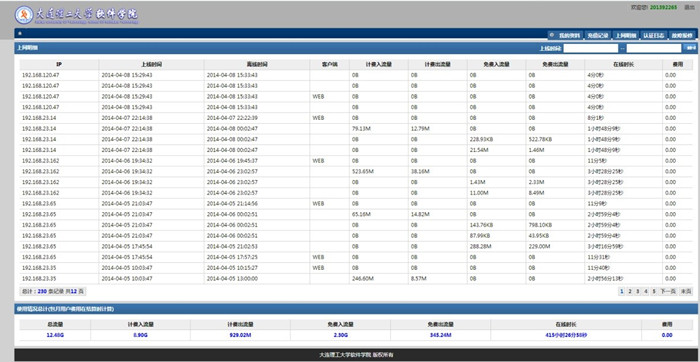 大连理工大学软件学院
欢迎您! 201392265 退出
我的资料 充值记录 上网明细 认证日志 故障报修
上网明细 上线时间: --
IP 上线时间 离线时间 客户端 计费入流量 计费出流量 免费入流量 免费出流量 在线时长 费用
192.168.120.47 2014-04-08 15:29:43 2014-04-08 15:33:43 0B 0B 0B 0B 4分0秒 0.00
192.168.120.47 2014-04-08 15:29:43 2014-04-08 15:33:43 0B 0B 0B 0B 4分0秒 0.00
192.168.120.47 2014-04-08 15:29:43 2014-04-08 15:33:43 WEB 0B 0B 0B 0B 4分0秒 0.00
192.168.120.47 2014-04-08 15:29:43 2014-04-08 15:33:43 0B 0B 0B 0B 4分0秒 0.00
192.168.23.14 2014-04-07 22:14:38 2014-04-07 22:22:39 WEB 0B 0B 0B 0B 8分1秒 0.00
192.168.23.14 2014-04-07 22:14:38 2014-04-08 00:02:47 79.13M 12.79M 0B 0B 1小时48分9秒 0.00
192.168.23.14 2014-04-07 22:14:38 2014-04-08 00:02:47 0B 0B 228.93KB 522.78KB 1小时48分9秒 0.00
192.168.23.14 2014-04-07 22:14:38 2014-04-08 00:02:47 0B 0B 21.54M 1.46M 1小时48分9秒 0.00
192.168.23.162 2014-04-06 19:34:32 2014-04-06 19:45:37 WEB 0B 0B 0B 0B 11分5秒 0.00
192.168.23.162 2014-04-06 19:34:32 2014-04-06 23:02:57 523.65M 38.16M 0B 0B 3小时28分25秒 0.00
192.168.23.162 2014-04-06 19:34:32 2014-04-06 23:02:57 0B 0B 1.43M 2.33M 3小时28分25秒 0.00
192.168.23.162 2014-04-06 19:34:32 2014-04-06 23:02:57 0B 0B 11.00M 8.49M 3小时28分25秒 0.00
192.168.23.65 2014-04-05 21:03:47 2014-04-05 21:14:56 WEB 0B 0B 0B 0B 11分9秒 0.00
192.168.23.65 2014-04-05 21:03:47 2014-04-06 00:02:51 65.16M 14.82M 0B 0B 2小时59分4秒 0.00
192.168.23.65 2014-04-05 21:03:47 2014-04-06 00:02:51 0B 0B 143.76KB 798.10KB 2小时59分4秒 0.00
192.168.23.65 2014-04-05 21:03:47 2014-04-06 00:02:51 0B 0B 87.99KB 43.95KB 2小时59分4秒 0.00
192.168.23.65 2014-04-05 17:45:54 2014-04-05 21:02:53 0B 0B 288.28M 229.00M 3小时16分59秒 0.00
192.168.23.65 2014-04-05 17:45:54 2014-04-05 17:57:25 WEB 0B 0B 0B 0B 11分31秒 0.00
192.168.23.35 2014-04-05 10:03:47 2014-04-05 10:15:27 WEB 0B 0B 0B 0B 11分40秒 0.00
192.168.23.35 2014-04-05 10:03:47 2014-04-05 13:00:00 246.60M 8.57M 0B 0B 2小时56分13秒 0.00
总计：230 条记录 共12 页 1 2 3 4 5 下一页 末页
费用情况总计(包月用户费用在结算时计算)
总流量 计费入流量 计费出流量 免费入流量 免费出流量 在线时长 费用
12.48G 8.90G 929.02M 2.30G 345.24M 415小时26分58秒 0.00
大连理工大学软件学院 版权所有